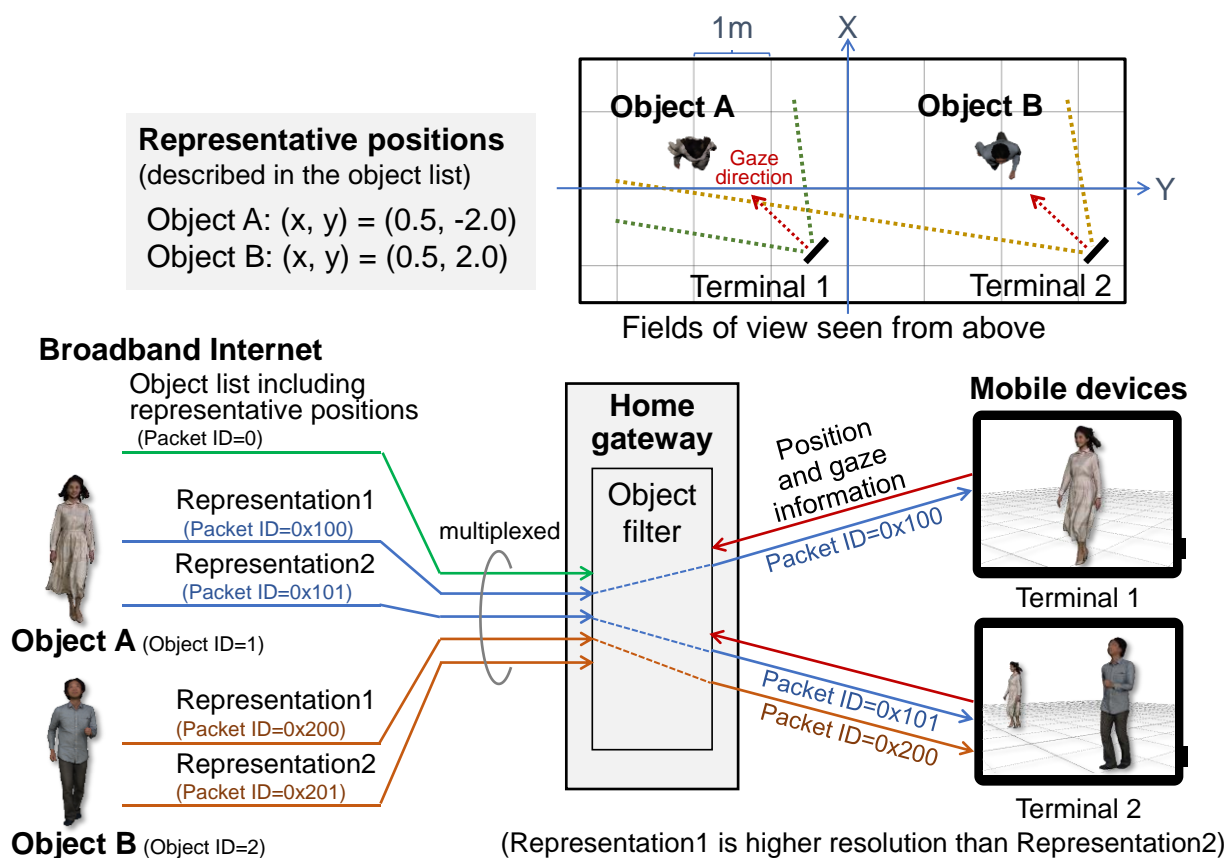 1m
X
Object A
Object B
Gaze
direction
Y
Terminal 1
Terminal 2
Fields of view seen from above
Representative positions
(described in the object list)
Object A: (x, y) = (0.5, -2.0)
Object B: (x, y) = (0.5, 2.0)
Broadband Internet
Object list including
representative positions
(Packet ID=0)
Representation1
(Packet ID=0x100)
Representation2
(Packet ID=0x101)
Object A (Object ID=1)
Representation1
(Packet ID=0x200)
Representation2
(Packet ID=0x201)
Object B (Object ID=2)
multiplexed
Home
gateway
Object
filter
Position
and gaze
information
Packet ID=0x100
Packet ID=0x101
Packet ID=0x200
Mobile devices
Terminal 1
Terminal 2
(Representation1 is higher resolution than Representation2)